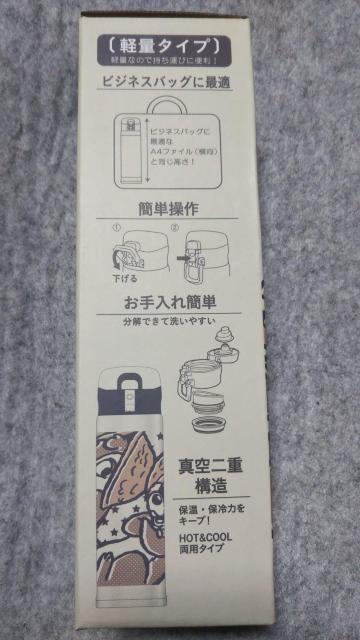 〔軽量タイプ〕
軽量なので持ち運びに便利!
ビジネスバッグに最適
ビジネスバッグに
最適な
A4ファイル(横向)
と同じ高さ!
簡単操作
① ②
下げる
お手入れ簡単
分解できて洗いやすい
真空二重
構造
保温・保冷力を
キープ!
HOT&COOL
両用タイプ